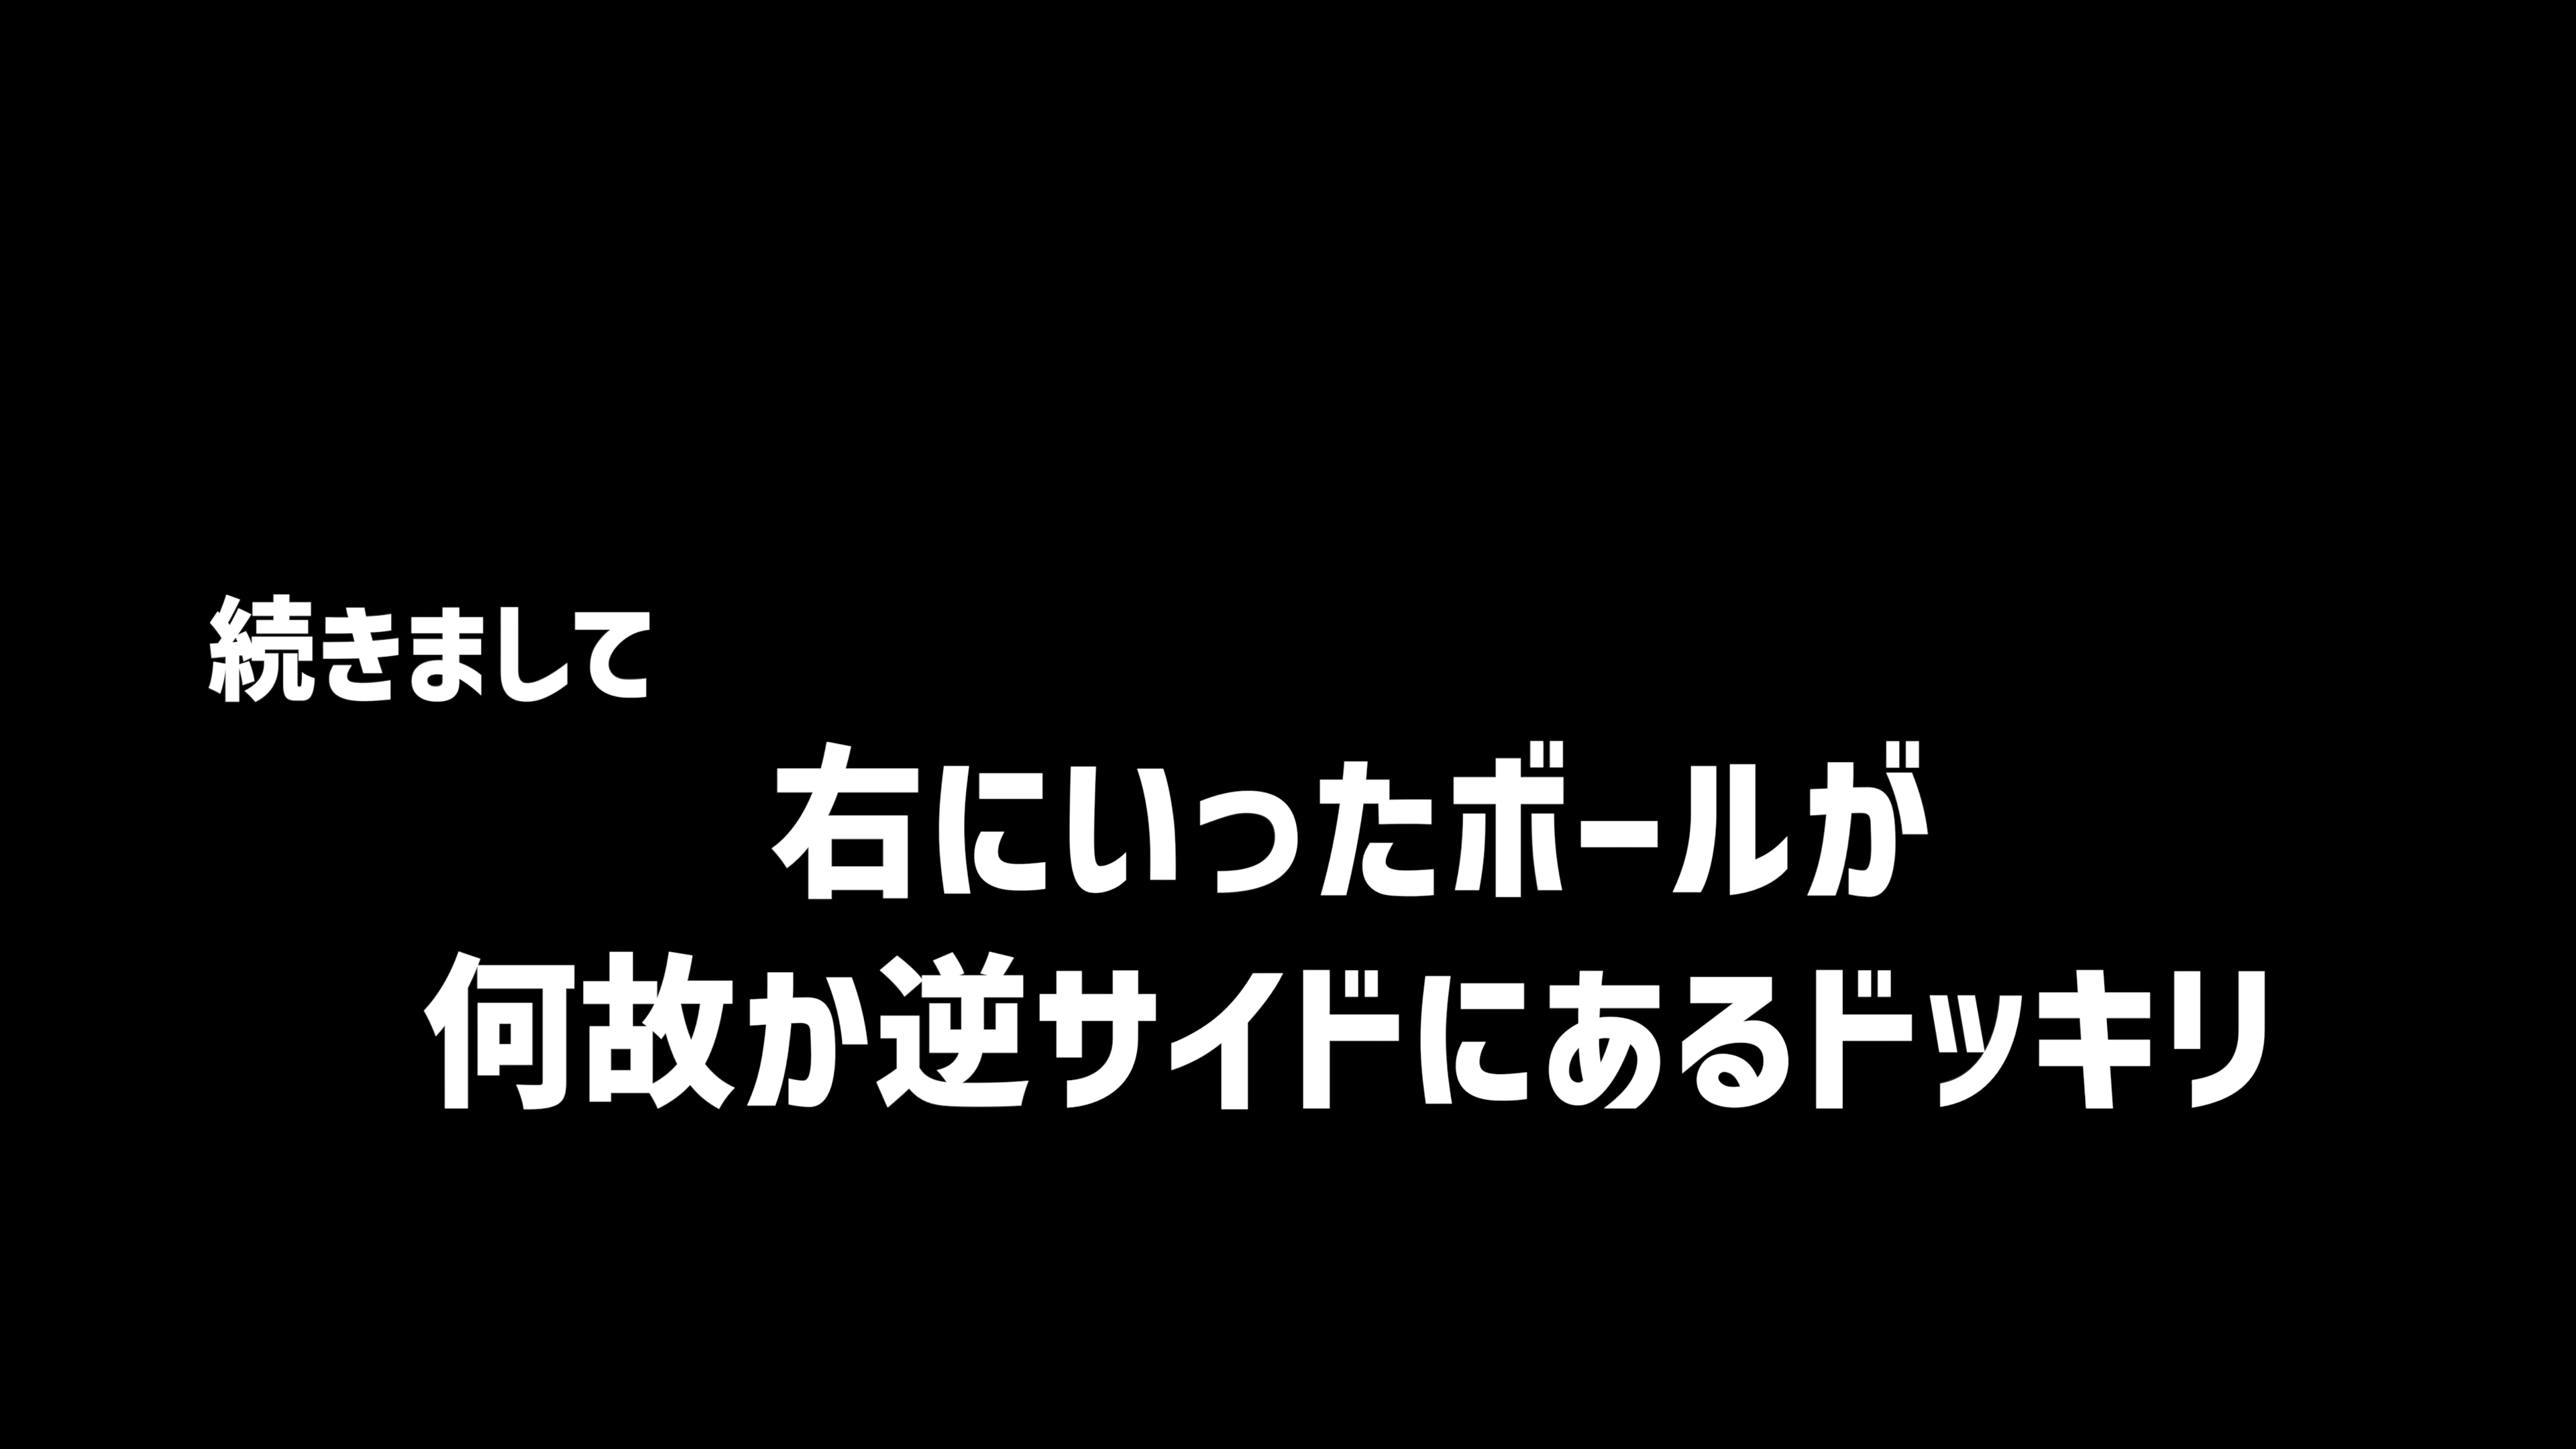 続きまして
右にいったボールが
何故か逆サイドにあるドッキリ